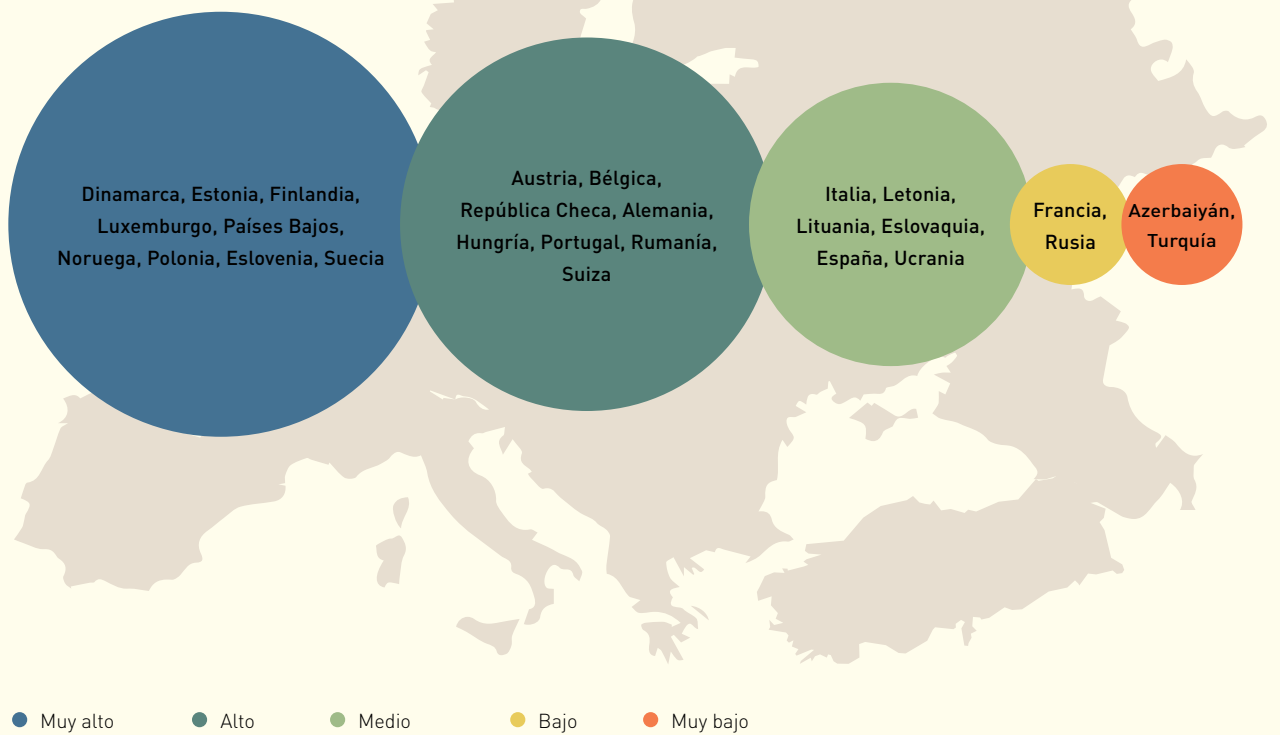 Dinamarca, Estonia, Finlandia,
Luxemburgo, Países Bajos,
Noruega, Polonia, Eslovenia, Suecia
Austria, Bélgica,
República Checa, Alemania,
Hungría, Portugal, Rumanía,
Suiza
Italia, Letonia,
Lituania, Eslovaquia,
España, Ucrania
Francia,
Rusia
Azerbaiyán,
Turquía
Muy alto
Alto
Medio
Bajo
Muy bajo